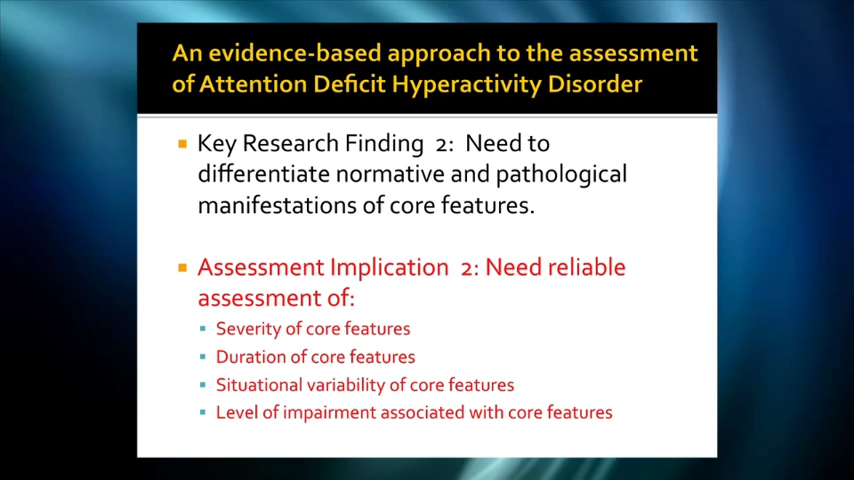 An evidence-based approach to the assessment
of Attention Deficit Hyperactivity Disorder
Key Research Finding 2: Need to
differentiate normative and pathological
manifestations of core features.
Assessment Implication 2: Need reliable
assessment of:
Severity of core features
Duration of core features
Situational variability of core features
Level of impairment associated with core features